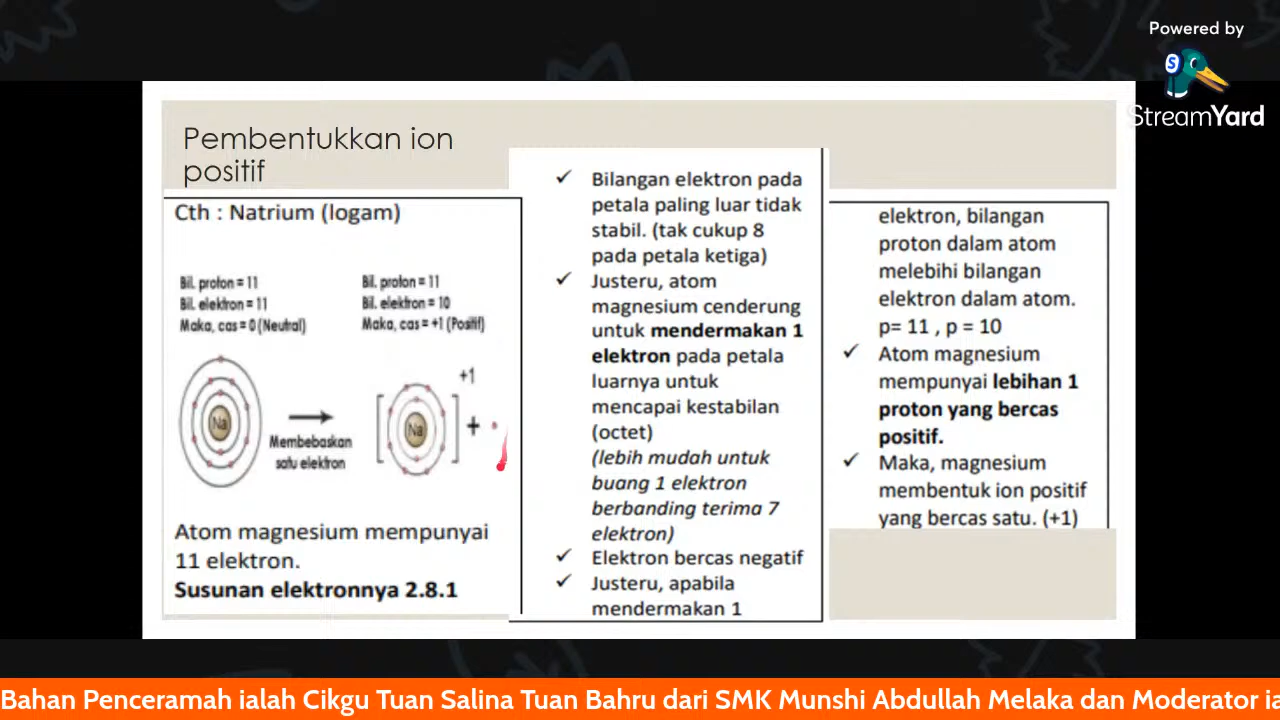 Powered by
StreamYard
Pembentukkan ion
positif
Cth : Natrium (logam)
Bil. proton = 11
Bil. elektron = 11
Maka, cas = 0 (Neutral)
Bil. proton = 11
Bil. elektron = 10
Maka, cas = +1 (Positif)
Na
Membebaskan
satu elektron
Na
+1
+
Atom magnesium mempunyai
11 elektron.
Susunan elektronnya 2.8.1
✓ Bilangan elektron pada
petala paling luar tidak
stabil. (tak cukup 8
pada petala ketiga)
✓ Justeru, atom
magnesium cenderung
untuk mendermakan 1
elektron pada petala
luarnya untuk
mencapai kestabilan
(octet)
(lebih mudah untuk
buang 1 elektron
berbanding terima 7
elektron)
✓ Elektron bercas negatif
✓ Justeru, apabila
mendermakan 1
elektron, bilangan
proton dalam atom
melebihi bilangan
elektron dalam atom.
p= 11 , p = 10
✓ Atom magnesium
mempunyai lebihan 1
proton yang bercas
positif.
✓ Maka, magnesium
membentuk ion positif
yang bercas satu. (+1)
Bahan Penceramah ialah Cikgu Tuan Salina Tuan Bahru dari SMK Munshi Abdullah Melaka dan Moderator ia